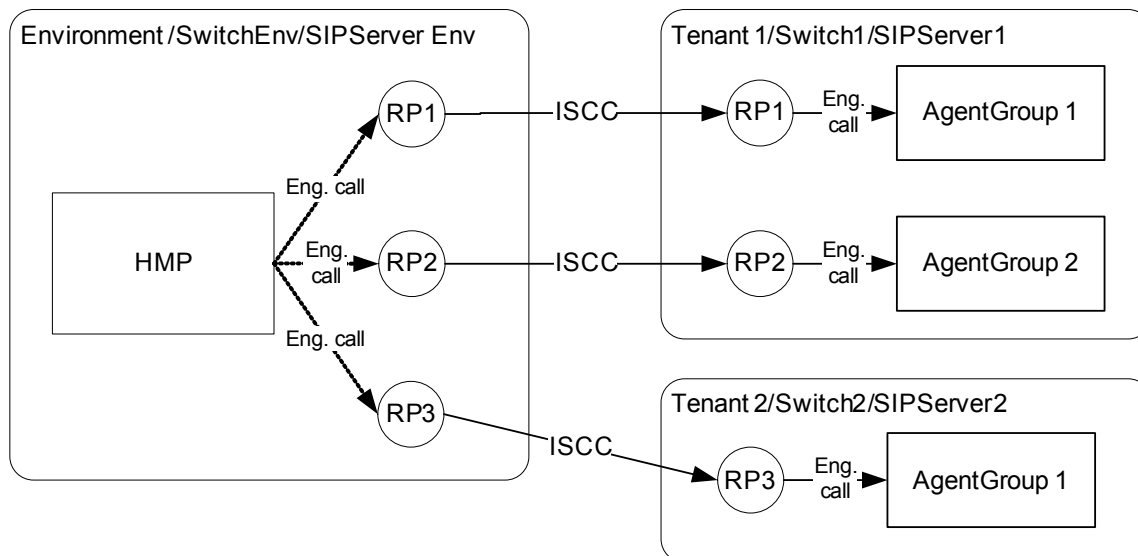 Environment/SwitchEnv/SIPServer Env
HMP
Eng. call
Eng.
call
Eng. call
RP1
RP2
RP3
ISCC
ISCC
ISCC
Tenant 1/Switch1/SIPServer1
RP1
Eng.
call
AgentGroup 1
RP2
Eng.
call
AgentGroup 2
Tenant 2/Switch2/SIPServer2
RP3
Eng.
call
AgentGroup 1